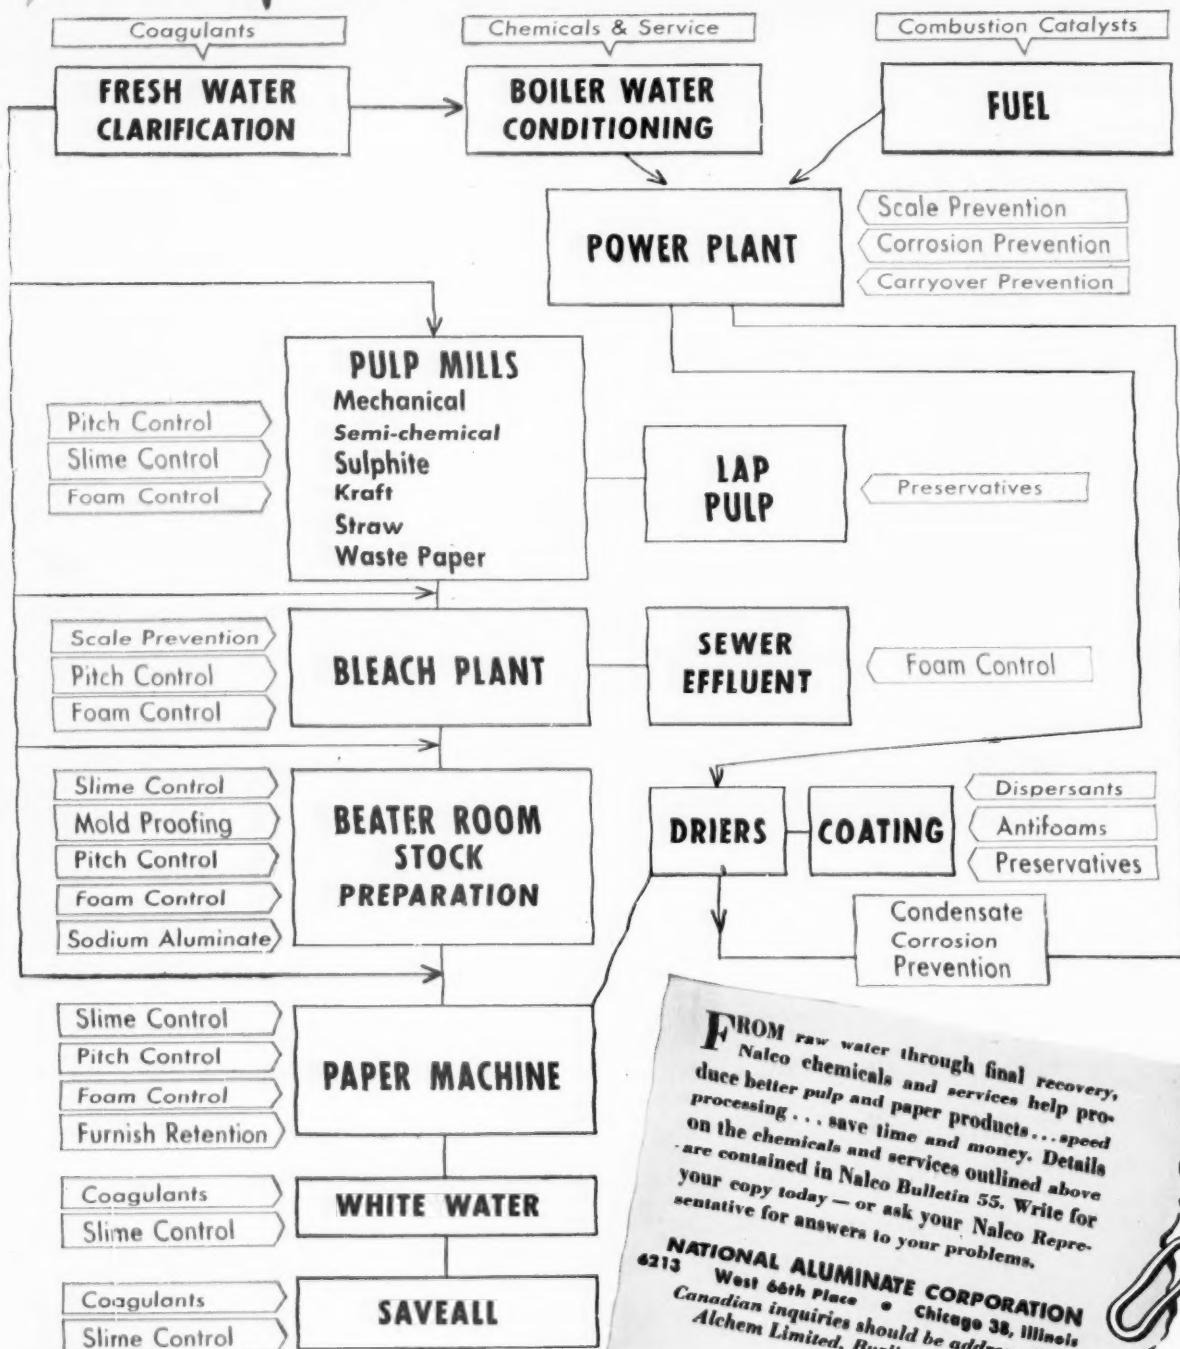 Coagulants
Chemicals & Service
Combustion Catalysts
FRESH WATER
CLARIFICATION
BOILER WATER
CONDITIONING
FUEL
POWER PLANT
Scale Prevention
Corrosion Prevention
Carryover Prevention
PULP MILLS
Mechanical
Semi-chemical
Sulphite
Kraft
Straw
Waste Paper
Pitch Control
Slime Control
Foam Control
LAP
PULP
Preservatives
Scale Prevention
Pitch Control
Foam Control
BLEACH PLANT
SEWER
EFFLUENT
Foam Control
Slime Control
Mold Proofing
Pitch Control
Foam Control
Sodium Aluminate
BEATER ROOM
STOCK
PREPARATION
DRIERS
COATING
Dispersants
Antifoams
Preservatives
Condensate
Corrosion
Prevention
Slime Control
Pitch Control
Foam Control
Furnish Retention
PAPER MACHINE
Coagulants
Slime Control
WHITE WATER
Coagulants
Slime Control
SAVEALL
FROM raw water through final recovery,
Nalco chemicals and services help pro-
duce better pulp and paper products...speed
processing . . . save time and money. Details
on the chemicals and services outlined above
are contained in Nalco Bulletin 55. Write for
your copy today — or ask your Nalco Repre-
sentative for answers to your problems.
NATIONAL ALUMINATE CORPORATION
6213 West 66th Place • Chicago 38, Illinois
Canadian inquiries should be
Alchem Limited,